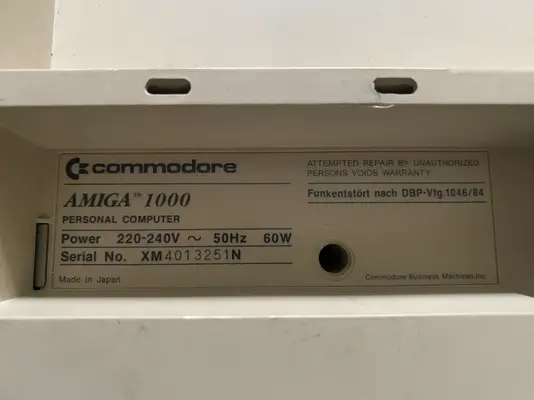 commodore
AMIGA™ 1000
PERSONAL COMPUTER
Power 220-240V ~ 50Hz 60W
Serial No. XM4013251N
Made in Japan
ATTEMPTED REPAIR BY UNAUTHORIZED
PERSONS VOIDS WARRANTY.
Funkentstört nach DBP-Vfg.1046/84
Commodore Business Machines,Inc.